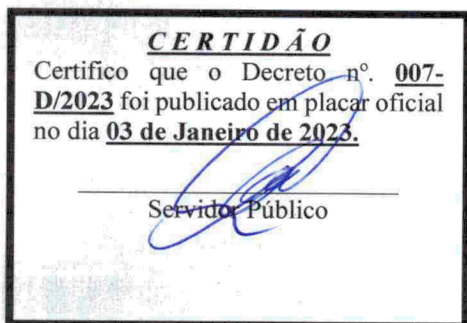 CERTIDÃO
Certifico que o Decreto nº. 007-
D/2023 foi publicado em placar oficial
no dia 03 de Janeiro de 2023.
Servidor Público